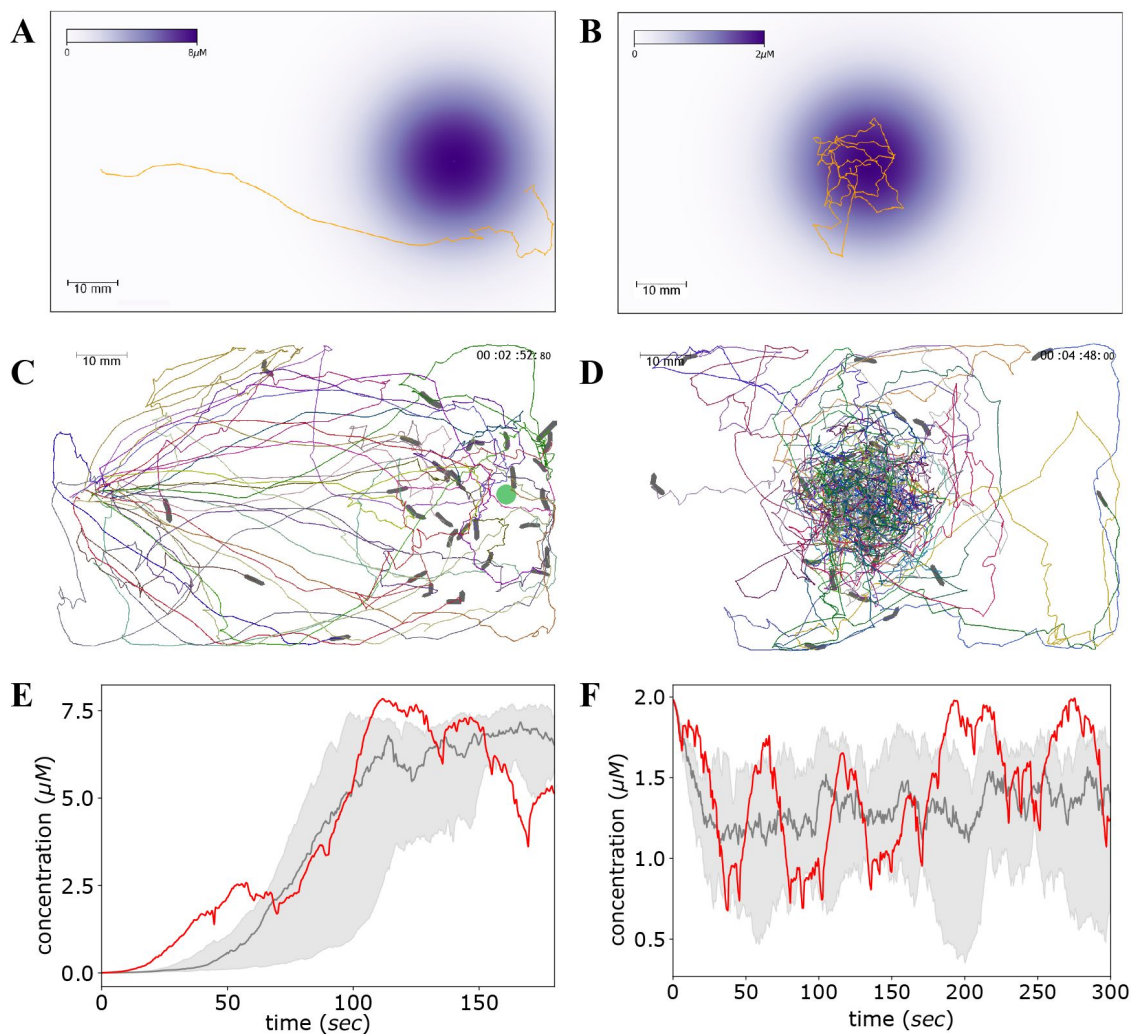 A
0 8μM
10 mm
B
0 2μM
10 mm
C
10 mm
00 :02 :52: 80
D
10 mm
00 :04 :48: 00
E
concentration (μM)
7.5
5.0
2.5
0.0
0 50 100 150
time (sec)
F
concentration (μM)
2.0
1.5
1.0
0.5
0 50 100 150 200 250 300
time (sec)